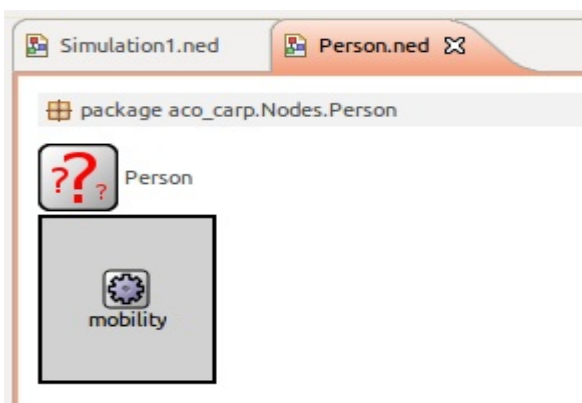 Simulation1.ned
Person.ned
package aco_carp.Nodes.Person
???
Person
mobility